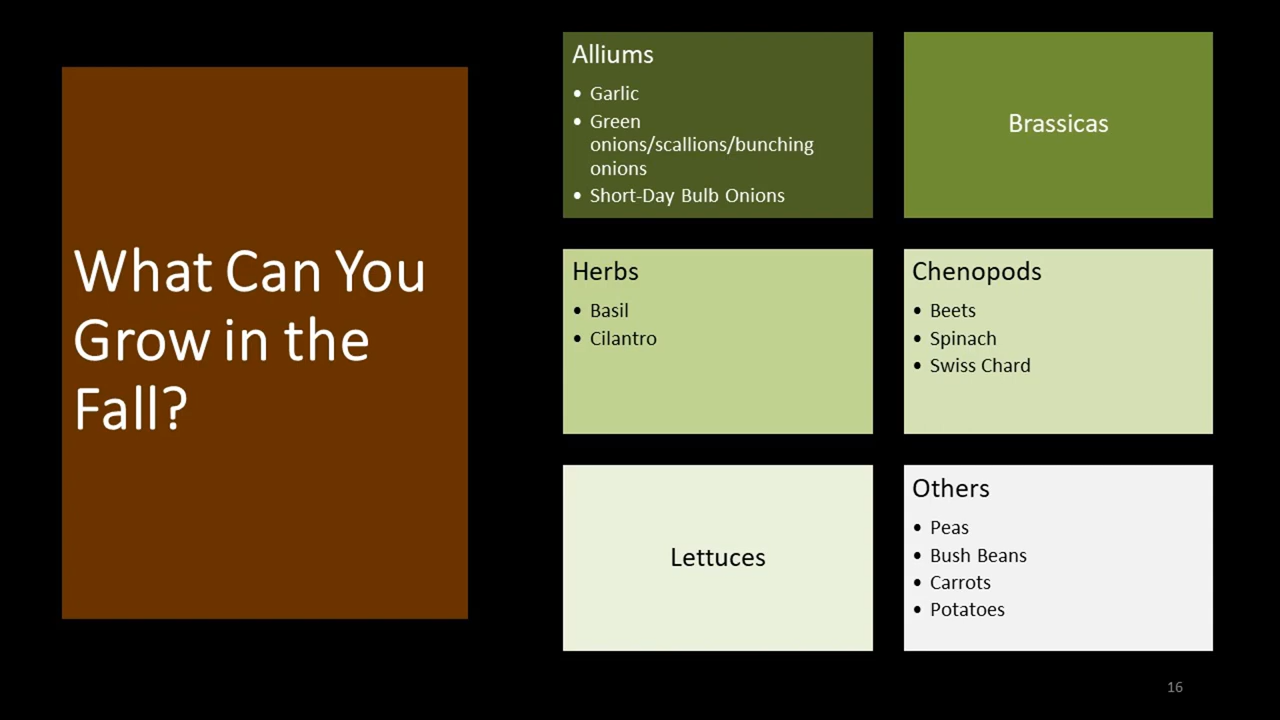 What Can You
Grow in the
Fall?
Alliums
• Garlic
• Green
onions/scallions/bunching
onions
• Short-Day Bulb Onions
Brassicas
Herbs
• Basil
• Cilantro
Chenopods
• Beets
• Spinach
• Swiss Chard
Lettuces
Others
• Peas
• Bush Beans
• Carrots
• Potatoes
16